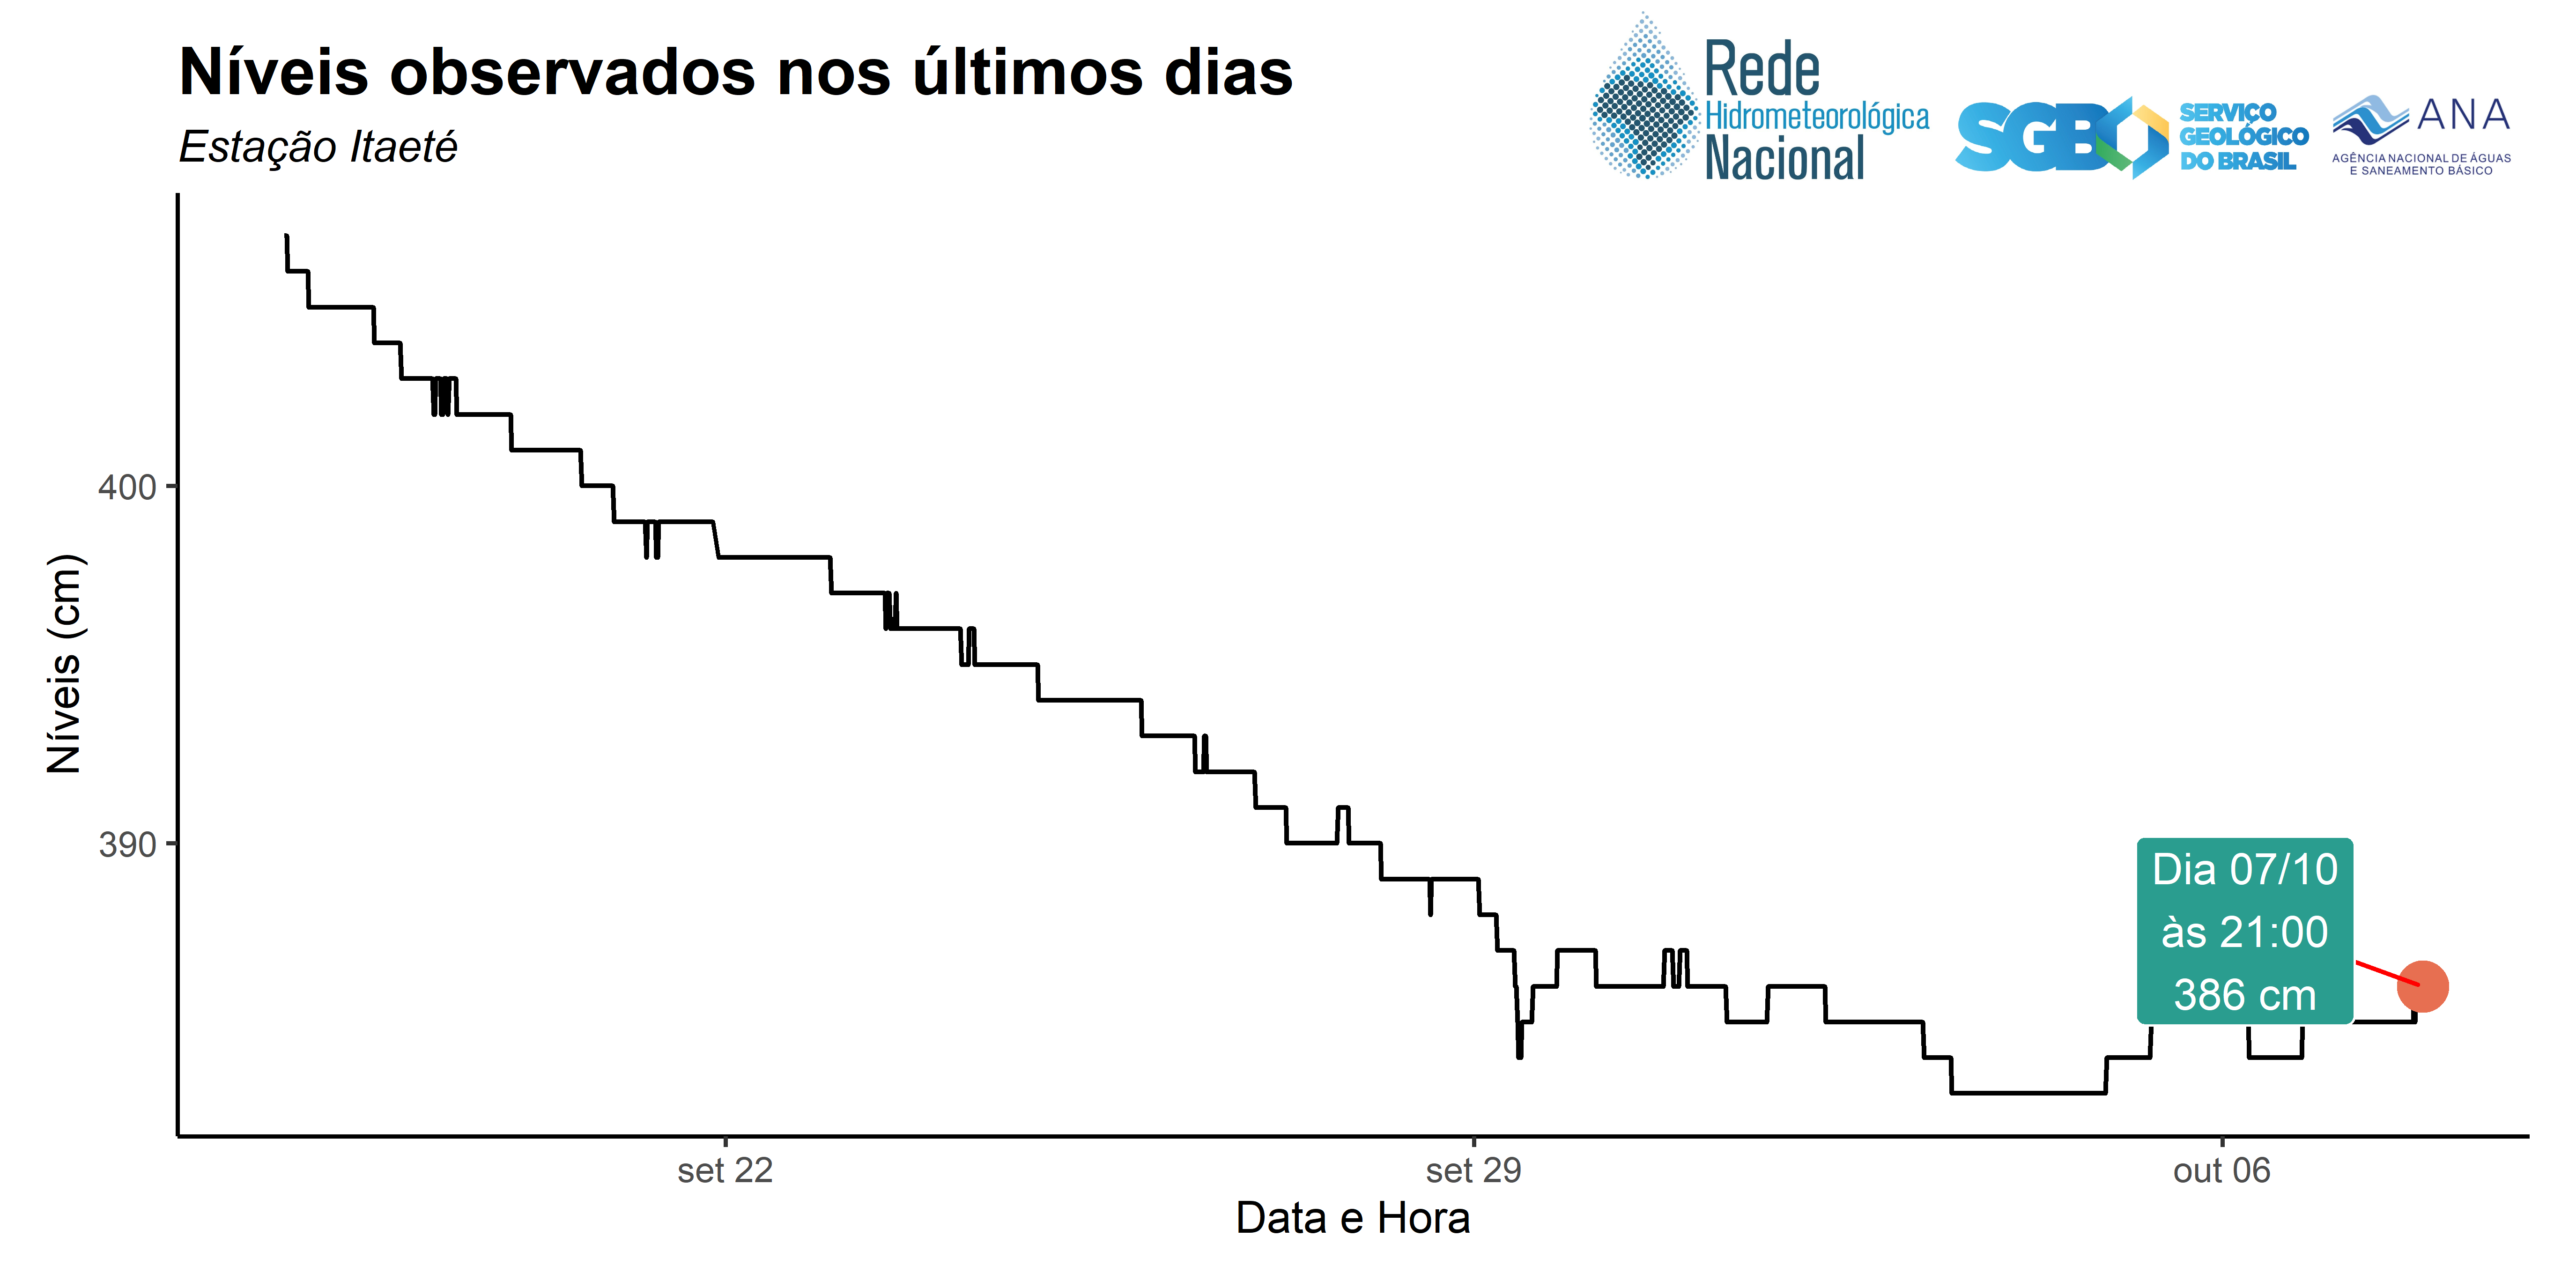 Níveis observados nos últimos dias
Estação Itaeté
Rede
Hidrometeorológica
Nacional
SGB
SERVIÇO
GEOLÓGICO
DO BRASIL
ANA
AGÊNCIA NACIONAL DE ÁGUAS
E SANEAMENTO BÁSICO
Níveis (cm)
400
390
Dia 07/10
às 21:00
386 cm
set 22
set 29
out 06
Data e Hora